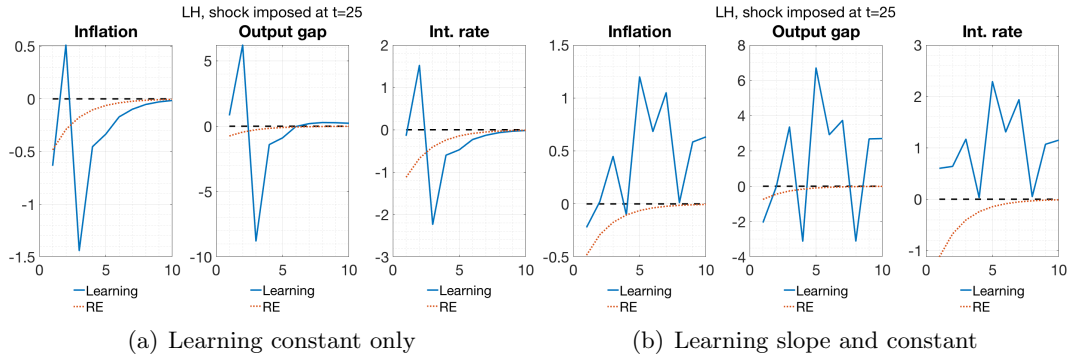 LH, shock imposed at t=25
Inflation
Output gap
Int. rate
0.5
0
-0.5
-1
-1.5
0
5
10
5
0
-5
-10
0
5
10
2
1
0
-1
-2
-3
0
5
10
Learning
RE
Learning
RE
Learning
RE
(a) Learning constant only
LH, shock imposed at t=25
Inflation
Output gap
Int. rate
1.5
1
0.5
0
-0.5
0
5
10
8
6
4
2
0
-2
-4
0
5
10
3
2
1
0
-1
0
5
10
Learning
RE
Learning
RE
Learning
RE
(b) Learning slope and constant